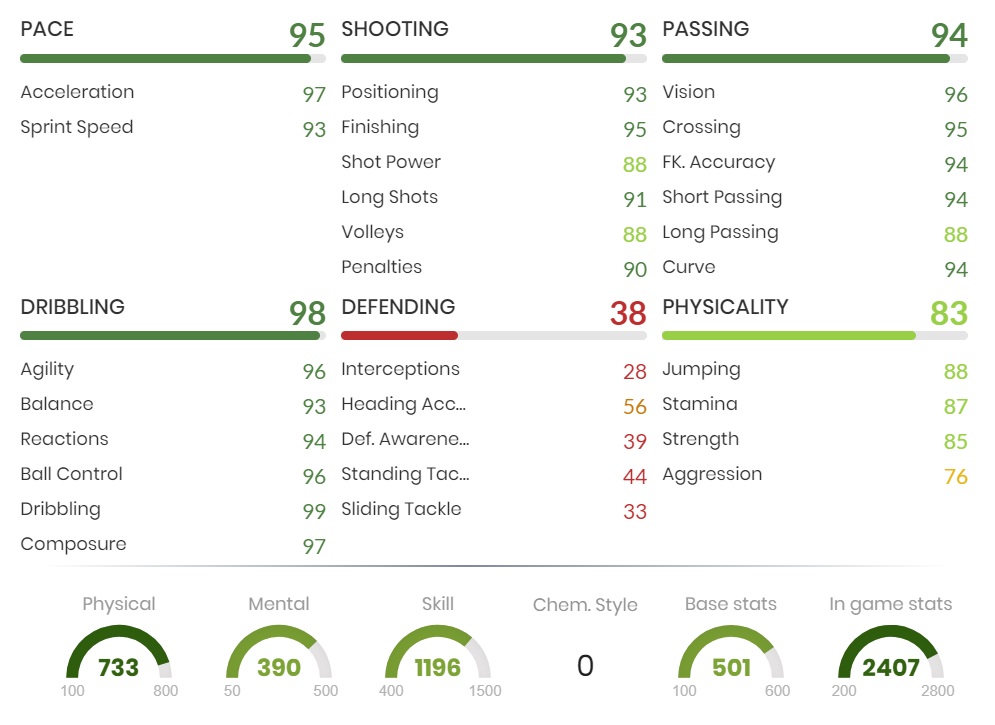 PACE 95
Acceleration 97
Sprint Speed 93
SHOOTING 93
Positioning 93
Finishing 95
Shot Power 88
Long Shots 91
Volleys 88
Penalties 90
PASSING 94
Vision 96
Crossing 95
FK. Accuracy 94
Short Passing 94
Long Passing 88
Curve 94
DRIBBLING 98
Agility 96
Balance 93
Reactions 94
Ball Control 96
Dribbling 99
Composure 97
DEFENDING 38
Interceptions 28
Heading Acc... 56
Def. Awarene... 39
Standing Tac... 44
Sliding Tackle 33
PHYSICALITY 83
Jumping 88
Stamina 87
Strength 85
Aggression 76
Physical
733
100 800
Mental
390
50 500
Skill
1196
400 1500
Chem. Style
0
Base stats
501
100 600
In game stats
2407
200 2800